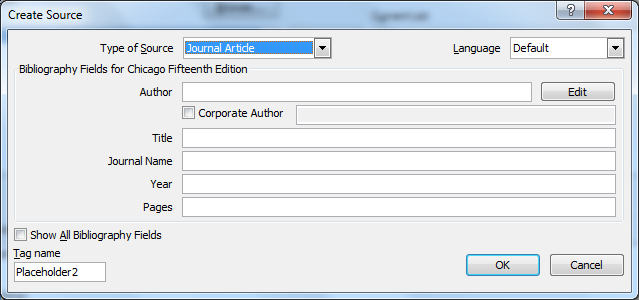 Create Source
Type of Source Journal Article Language Default
Bibliography Fields for Chicago Fifteenth Edition
Author Edit
Corporate Author
Title
Journal Name
Year
Pages
Show All Bibliography Fields
Tag name
Placeholder2 OK Cancel